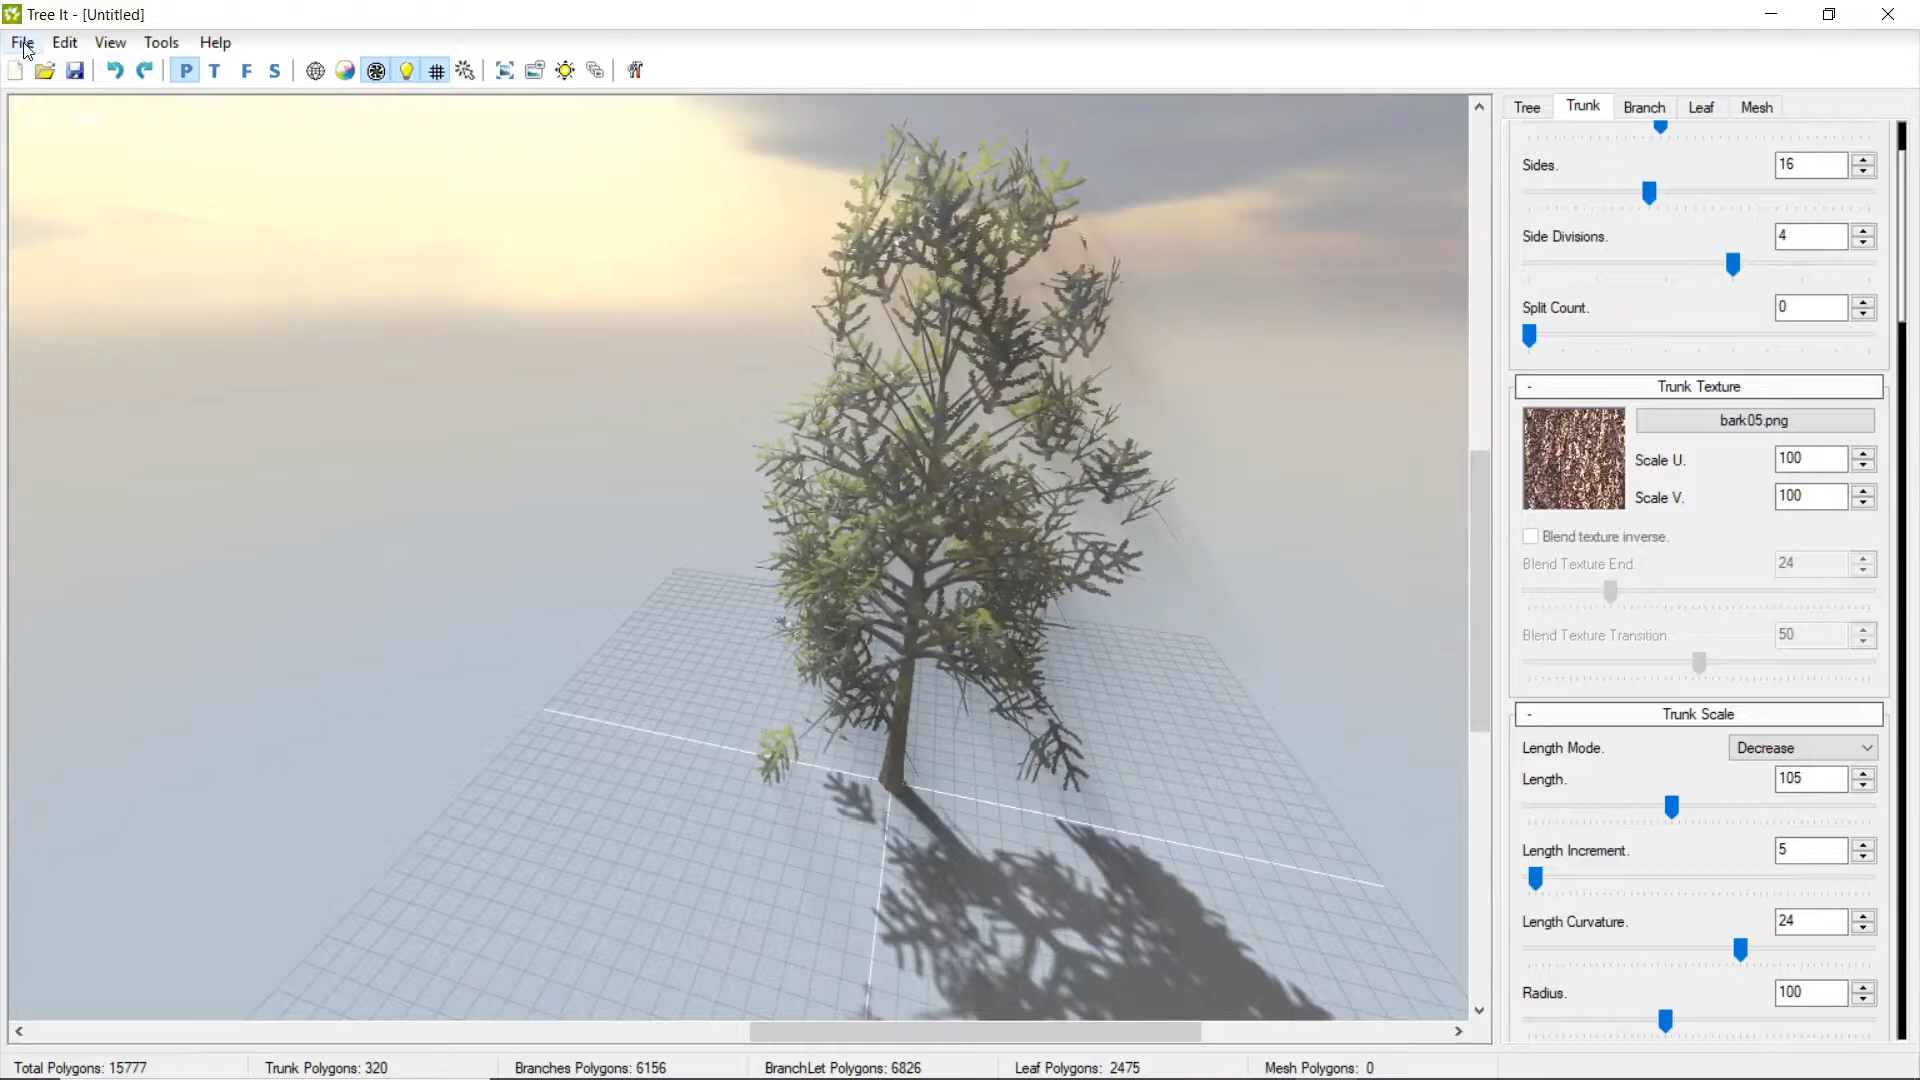 Tree It - [Untitled]
File Edit View Tools Help
P T F S
Tree Trunk Branch Leaf Mesh
Sides. 16
Side Divisions. 4
Split Count. 0
- Trunk Texture
bark05.png
Scale U. 100
Scale V. 100
Blend texture inverse.
Blend Texture End. 24
Blend Texture Transition. 50
- Trunk Scale
Length Mode. Decrease
Length. 105
Length Increment. 5
Length Curvature. 24
Radius. 100
Total Polygons: 15777 Trunk Polygons: 320 Branches Polygons: 6156 BranchLet Polygons: 6826 Leaf Polygons: 2475 Mesh Polygons: 0